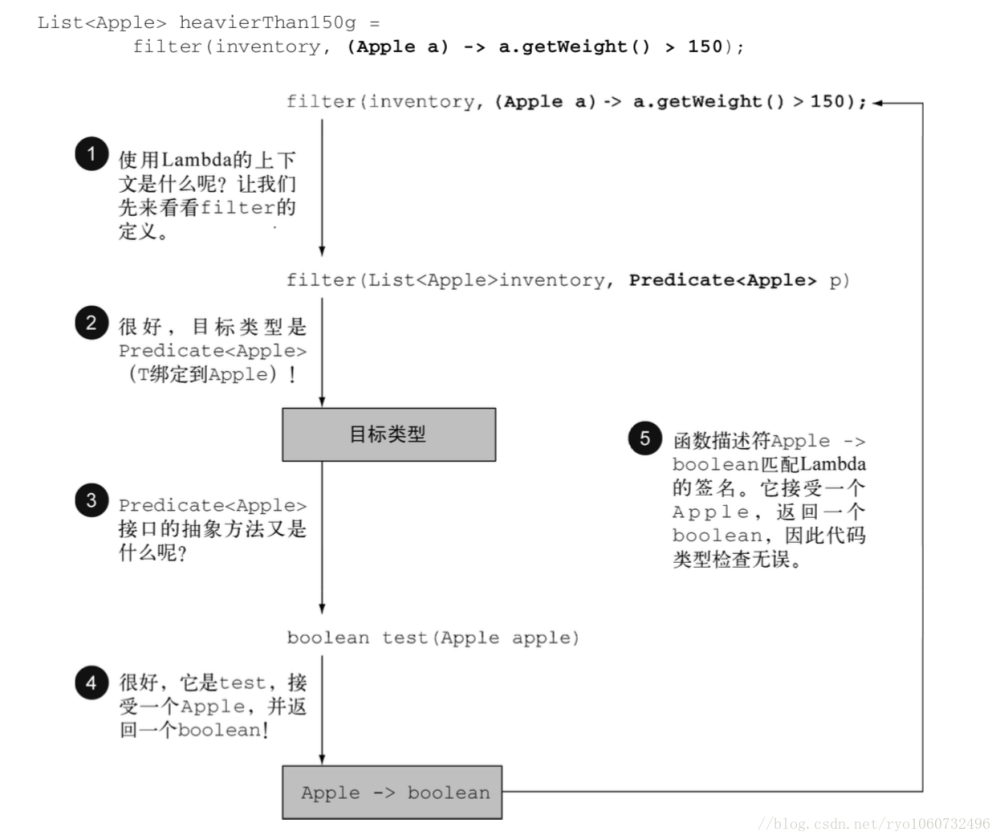 List<Apple> heavierThan150g =
filter(inventory, (Apple a) -> a.getWeight() > 150);
filter(inventory, (Apple a) -> a.getWeight() > 150);
1
使用Lambda的上下
文是什么呢？让我们
先来看看filter的
定义。
filter(List<Apple>inventory, Predicate<Apple> p)
2
很好，目标类型是
Predicate<Apple>
（T绑定到Apple）！
目标类型
3
Predicate<Apple>
接口的抽象方法又是
什么呢？
boolean test(Apple apple)
4
很好，它是test，接
受一个Apple，并返
回一个boolean！
Apple -> boolean
5
函数描述符Apple ->
boolean匹配Lambda
的签名。它接受一个
Apple，返回一个
boolean，因此代码
类型检查无误。
//blog.csdn.net/ryo1060732496